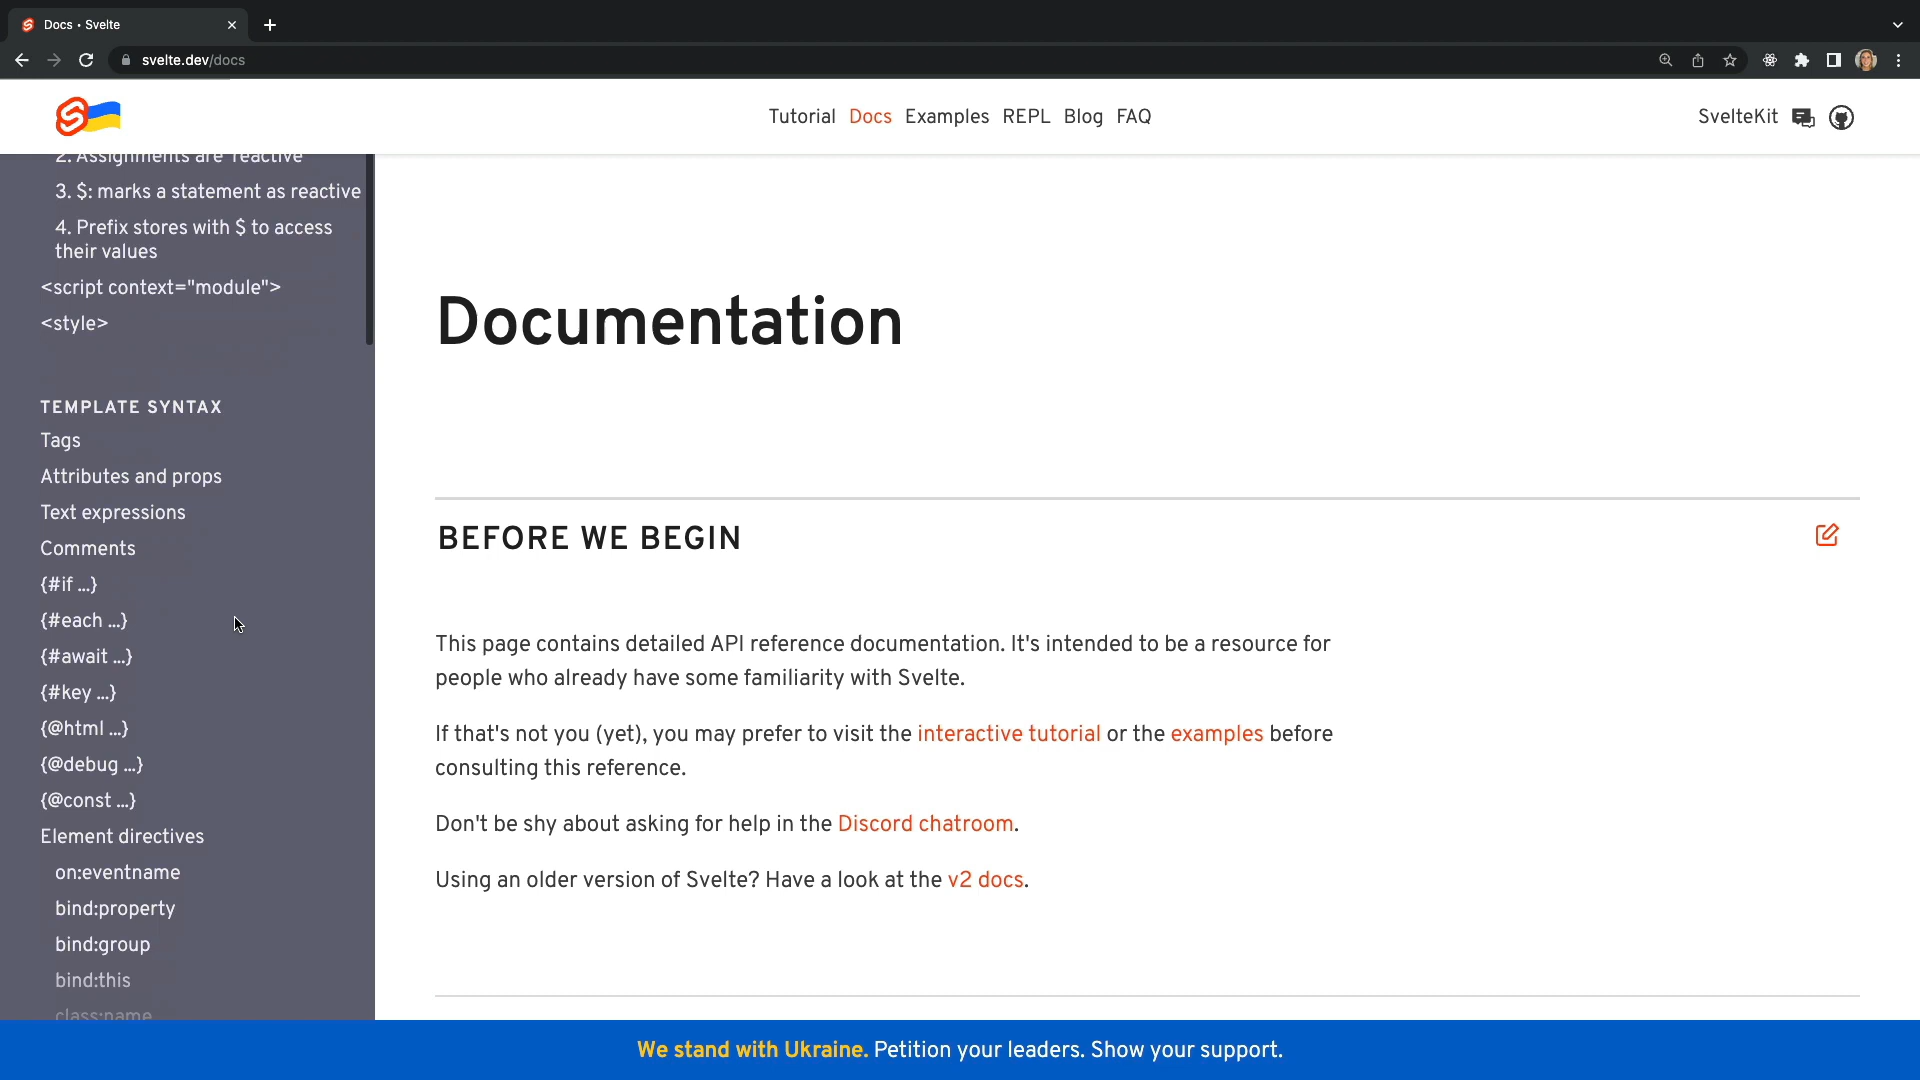 Docs • Svelte
svelte.dev/docs
Tutorial Docs Examples REPL Blog FAQ
SvelteKit
2. Assignments are 'reactive'
3. $: marks a statement as reactive
4. Prefix stores with $ to access
their values
<script context="module">
<style>
TEMPLATE SYNTAX
Tags
Attributes and props
Text expressions
Comments
{#if ...}
{#each ...}
{#await ...}
{#key ...}
{@html ...}
{@debug ...}
{@const ...}
Element directives
on:eventname
bind:property
bind:group
bind:this
class:name
Documentation
BEFORE WE BEGIN
This page contains detailed API reference documentation. It's intended to be a resource for
people who already have some familiarity with Svelte.
If that's not you (yet), you may prefer to visit the interactive tutorial or the examples before
consulting this reference.
Don't be shy about asking for help in the Discord chatroom.
Using an older version of Svelte? Have a look at the v2 docs.
We stand with Ukraine. Petition your leaders. Show your support.